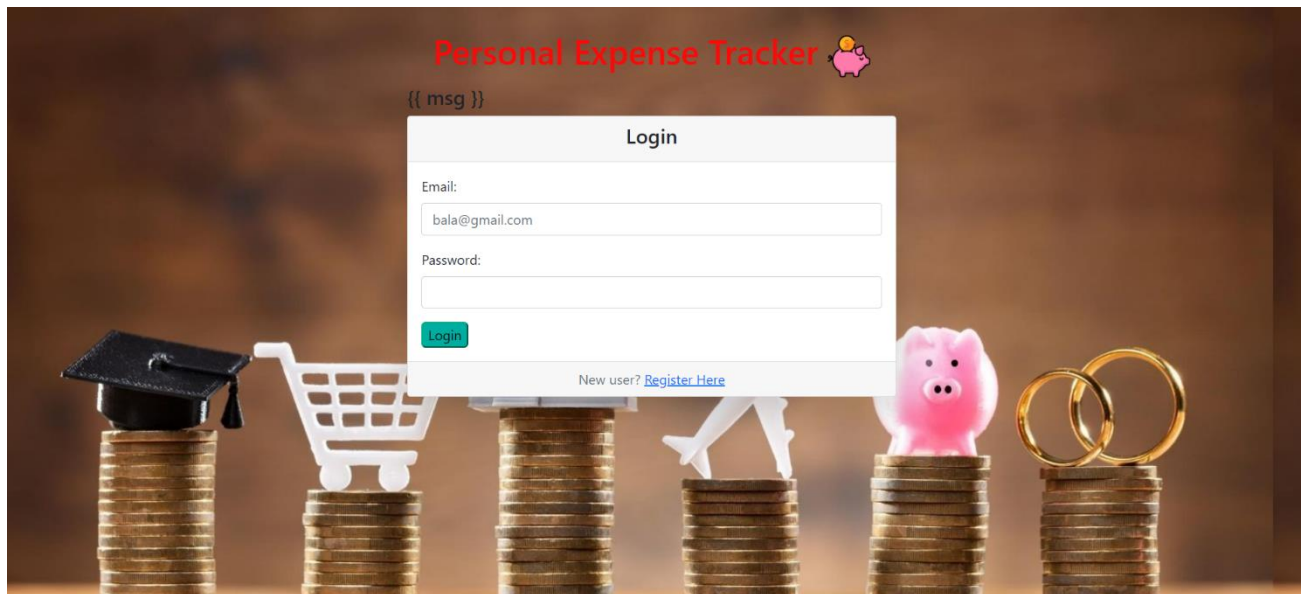 Personal Expense Tracker
{{ msg }}
Login
Email:
bala@gmail.com
Password:
Login
New user? Register Here